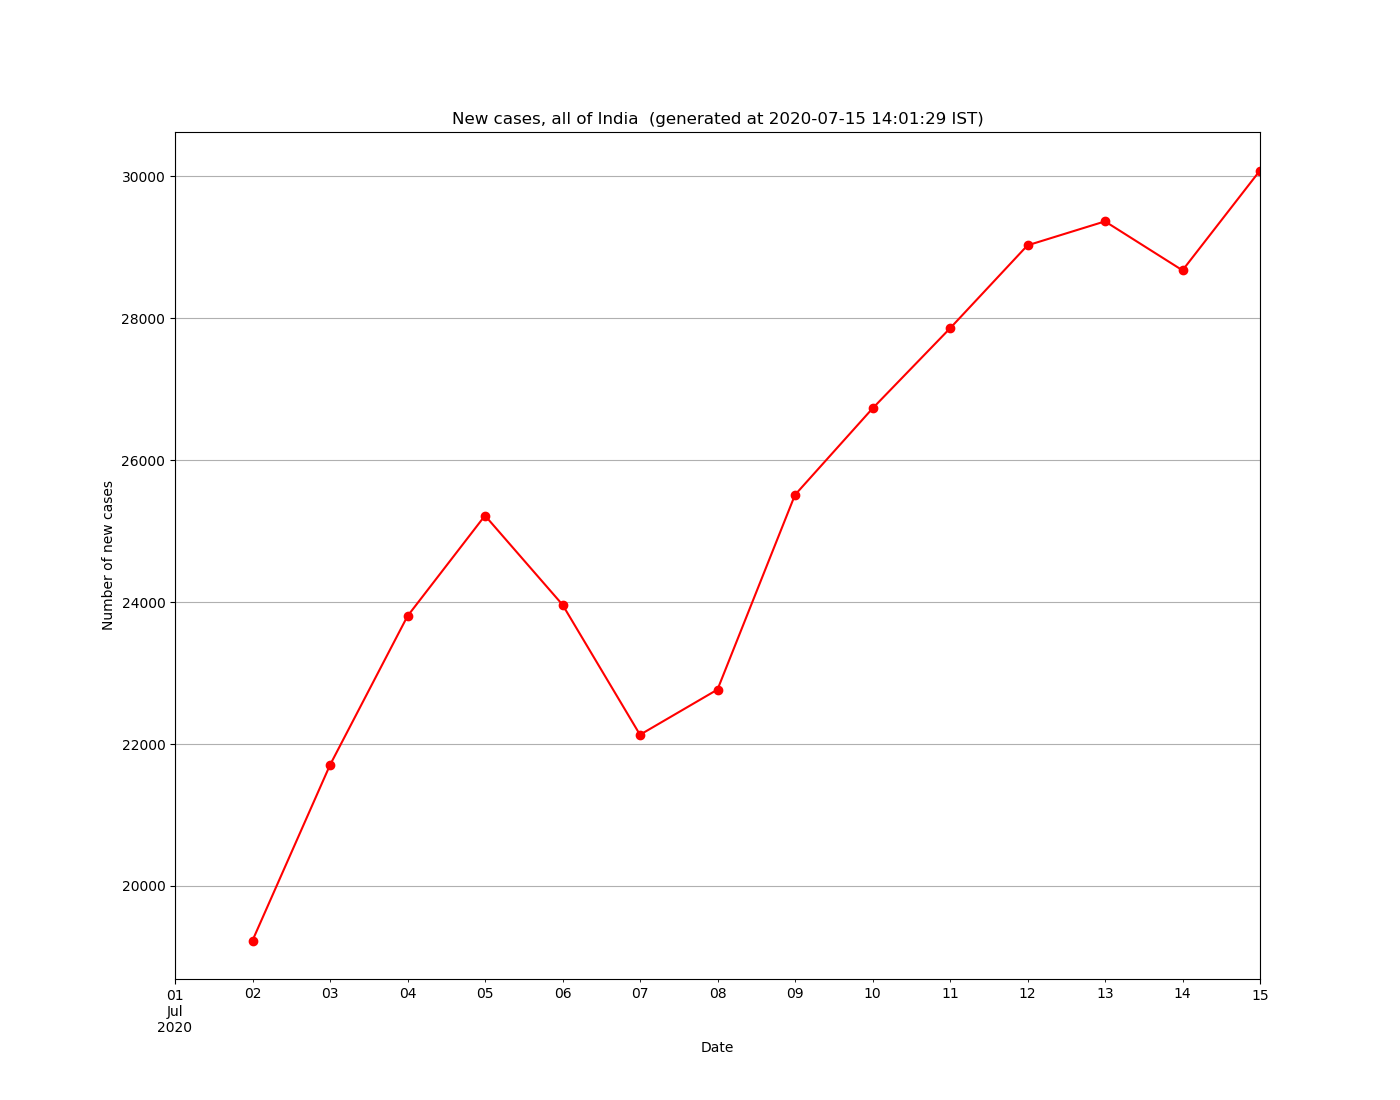 New cases, all of India  (generated at 2020-07-15 14:01:29 IST)
30000
28000
26000
24000
22000
20000
Number of new cases
01 02 03 04 05 06 07 08 09 10 11 12 13 14 15
Jul
2020
Date